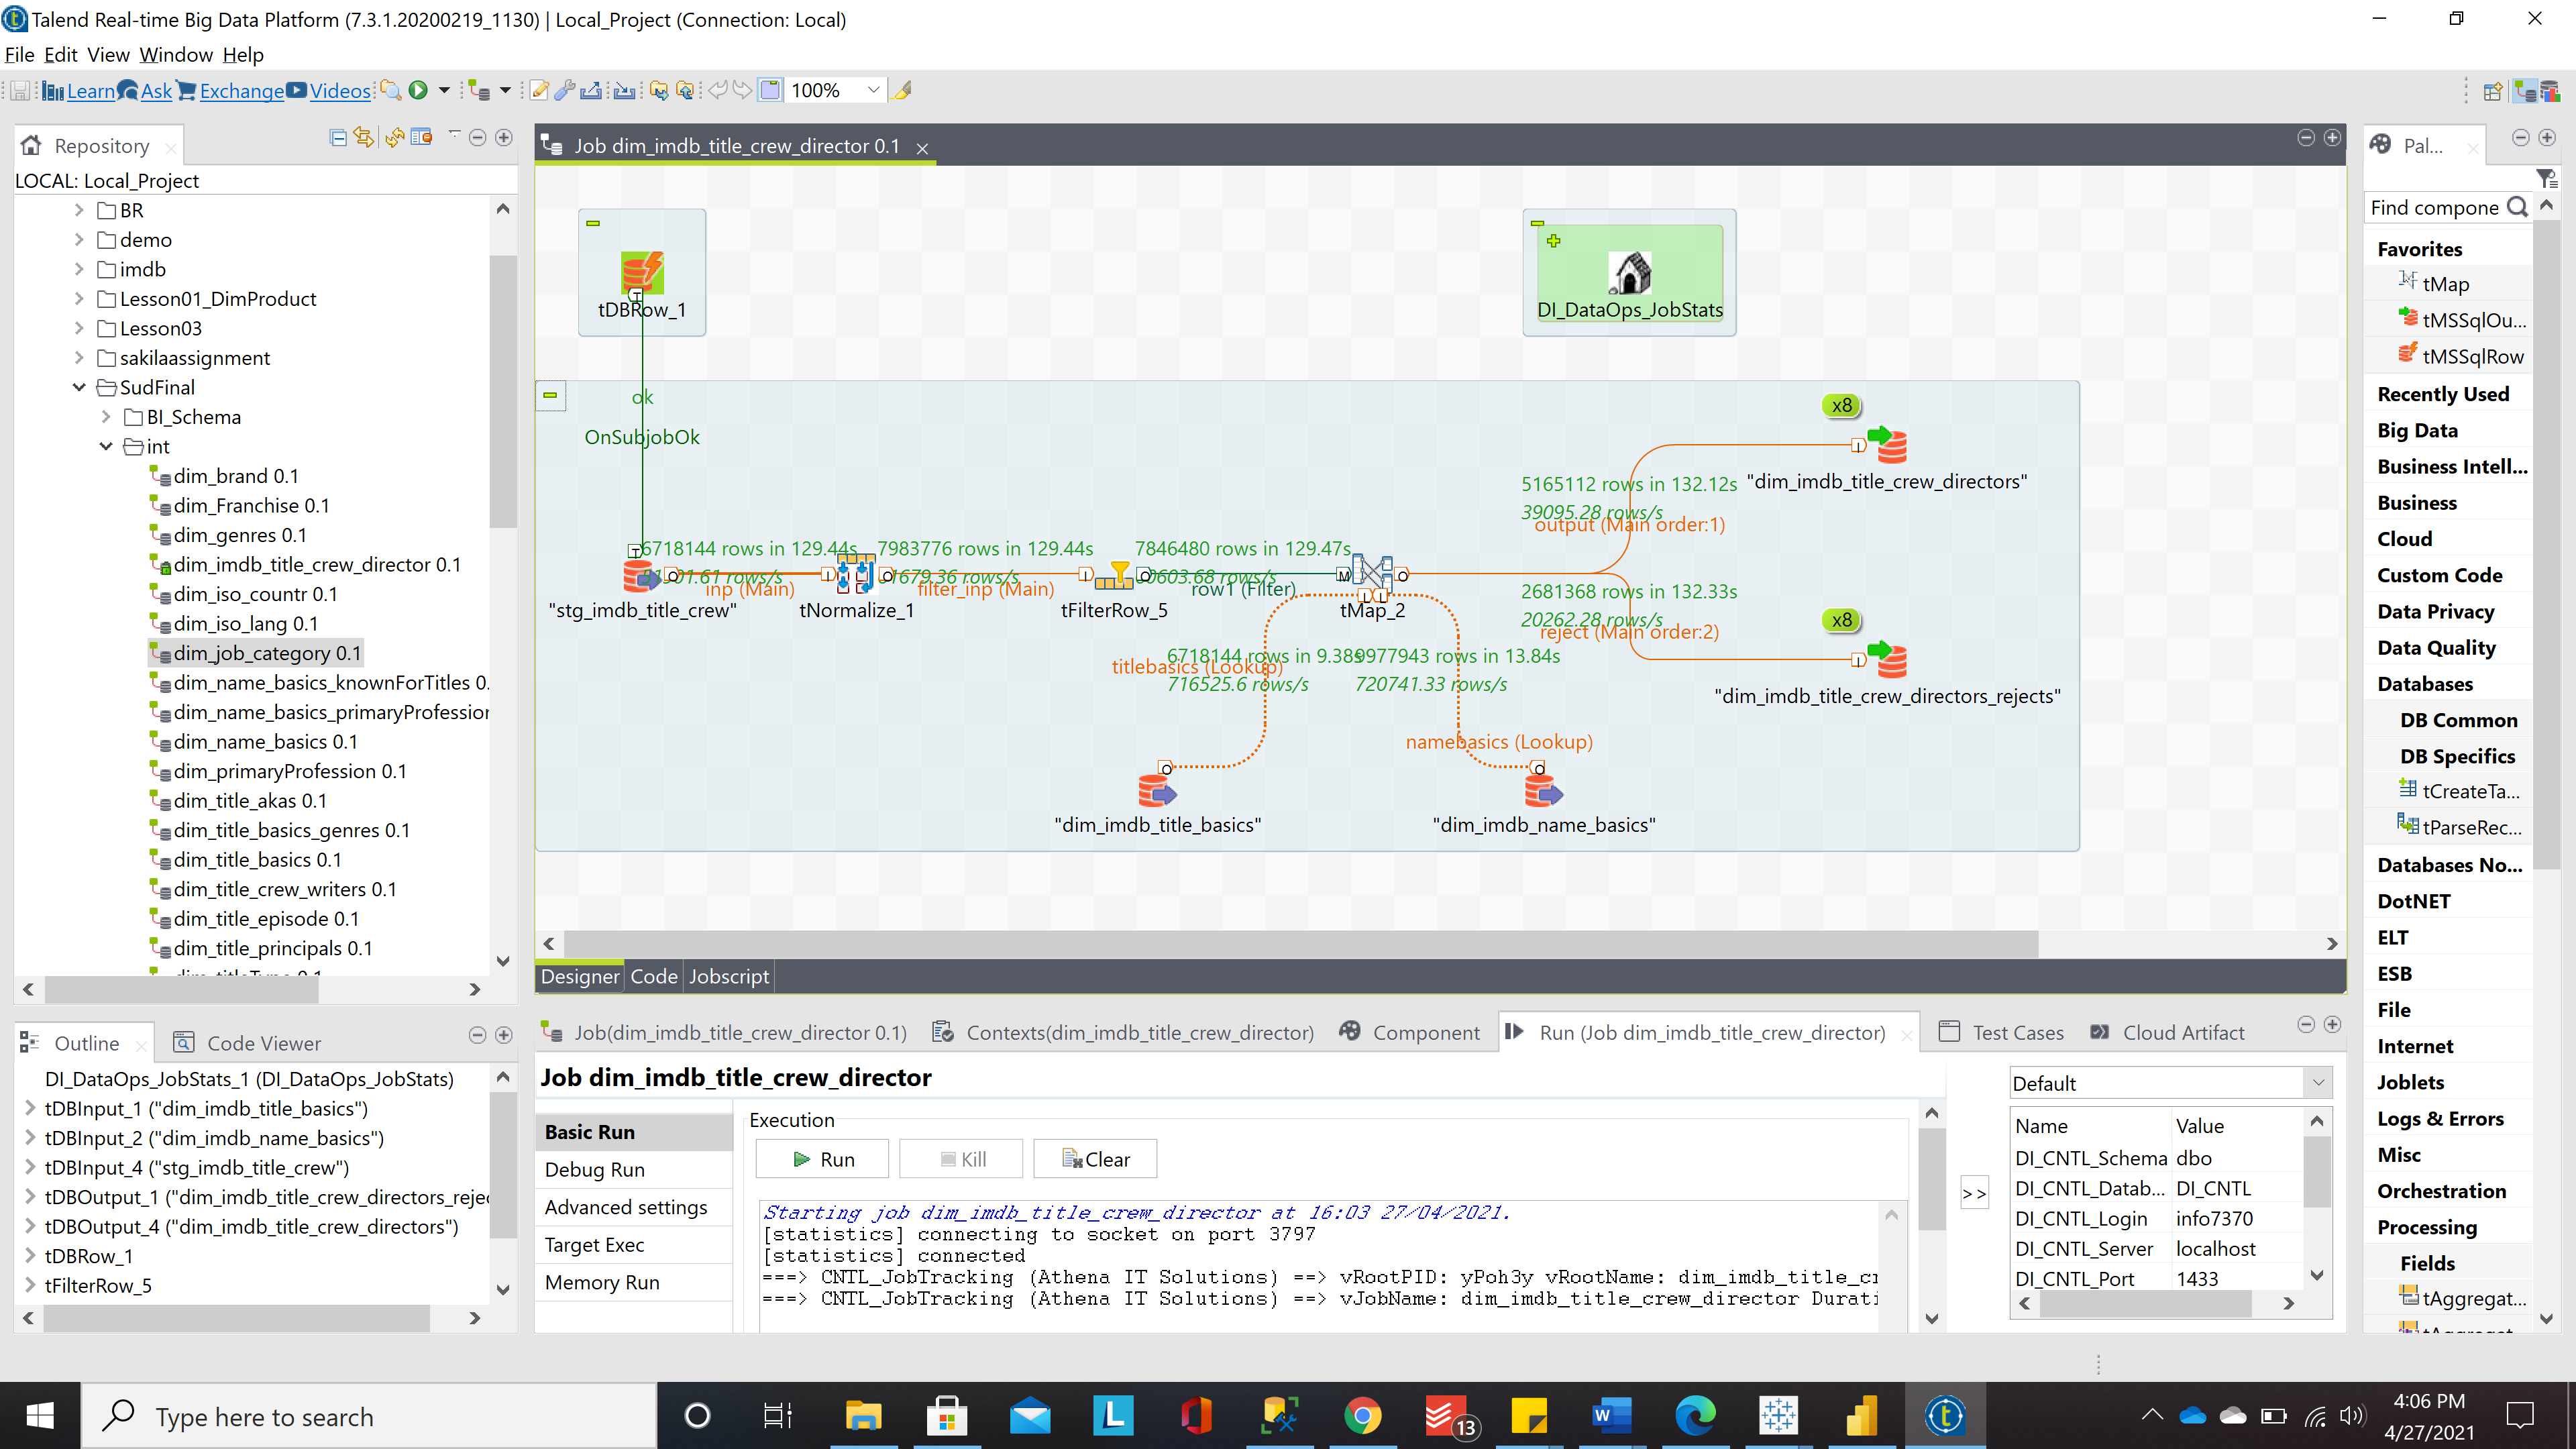 Talend Real-time Big Data Platform (7.3.1.20200219_1130) | Local_Project (Connection: Local)
File Edit View Window Help
Learn Ask Exchange Videos 100%
Repository
LOCAL: Local_Project
BR
demo
imdb
Lesson01_DimProduct
Lesson03
sakilaassignment
SudFinal
BI_Schema
int
dim_brand 0.1
dim_Franchise 0.1
dim_genres 0.1
dim_imdb_title_crew_director 0.1
dim_iso_countr 0.1
dim_iso_lang 0.1
dim_job_category 0.1
dim_name_basics_knownForTitles 0.
dim_name_basics_primaryProfession
dim_name_basics 0.1
dim_primaryProfession 0.1
dim_title_akas 0.1
dim_title_basics_genres 0.1
dim_title_basics 0.1
dim_title_crew_writers 0.1
dim_title_episode 0.1
dim_title_principals 0.1
Job dim_imdb_title_crew_director 0.1
tDBRow_1
DI_DataOps_JobStats
ok
OnSubjobOk
x8
"dim_imdb_title_crew_directors"
5165112 rows in 132.12s
39095.28 rows/s
output (Main order:1)
6718144 rows in 129.44s
inp (Main)
7983776 rows in 129.44s
filter_inp (Main)
7846480 rows in 129.47s
row1 (Filter)
"stg_imdb_title_crew"
tNormalize_1
tFilterRow_5
tMap_2
2681368 rows in 132.33s
20262.28 rows/s
reject (Main order:2)
x8
"dim_imdb_title_crew_directors_rejects"
6718144 rows in 9.38s
titlebasics (Lookup)
716525.6 rows/s
9977943 rows in 13.84s
720741.33 rows/s
namebasics (Lookup)
"dim_imdb_title_basics"
"dim_imdb_name_basics"
Designer Code Jobscript
Pal...
Find compone
Favorites
tMap
tMSSqlOu...
tMSSqlRow
Recently Used
Big Data
Business Intell...
Business
Cloud
Custom Code
Data Privacy
Data Quality
Databases
DB Common
DB Specifics
tCreateTa...
tParseRec...
Databases No...
DotNET
ELT
ESB
File
Internet
Joblets
Logs & Errors
Misc
Orchestration
Processing
Fields
tAggregat...
Outline
Code Viewer
DI_DataOps_JobStats_1 (DI_DataOps_JobStats)
tDBInput_1 ("dim_imdb_title_basics")
tDBInput_2 ("dim_imdb_name_basics")
tDBInput_4 ("stg_imdb_title_crew")
tDBOutput_1 ("dim_imdb_title_crew_directors_rejec
tDBOutput_4 ("dim_imdb_title_crew_directors")
tDBRow_1
tFilterRow_5
Job(dim_imdb_title_crew_director 0.1)
Contexts(dim_imdb_title_crew_director)
Component
Run (Job dim_imdb_title_crew_director)
Test Cases
Cloud Artifact
Job dim_imdb_title_crew_director
Basic Run
Debug Run
Advanced settings
Target Exec
Memory Run
Execution
Run
Kill
Clear
Starting job dim_imdb_title_crew_director at 16:03 27/04/2021.
[statistics] connecting to socket on port 3797
[statistics] connected
===> CNTL_JobTracking (Athena IT Solutions) ==> vRootPID: yPoh3y vRootName: dim_imdb_title_cr
===> CNTL_JobTracking (Athena IT Solutions) ==> vJobName: dim_imdb_title_crew_director Durati
>>
Default
Name Value
DI_CNTL_Schema dbo
DI_CNTL_Datab... DI_CNTL
DI_CNTL_Login info7370
DI_CNTL_Server localhost
DI_CNTL_Port 1433
Type here to search
13
4:06 PM
4/27/2021